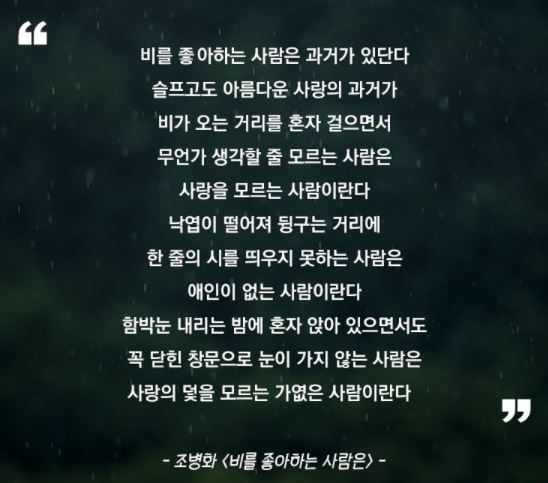 “
비를 좋아하는 사람은 과거가 있단다
슬프고도 아름다운 사랑의 과거가
비가 오는 거리를 혼자 걸으면서
무언가 생각할 줄 모르는 사람은
사랑을 모르는 사람이란다
낙엽이 떨어져 뒹구는 거리에
한 줄의 시를 띄우지 못하는 사람은
애인이 없는 사람이란다
함박눈 내리는 밤에 혼자 앉아 있으면서도
꼭 닫힌 창문으로 눈이 가지 않는 사람은
사랑의 덫을 모르는 가엾은 사람이란다
”
- 조병화 <비를 좋아하는 사람은> -